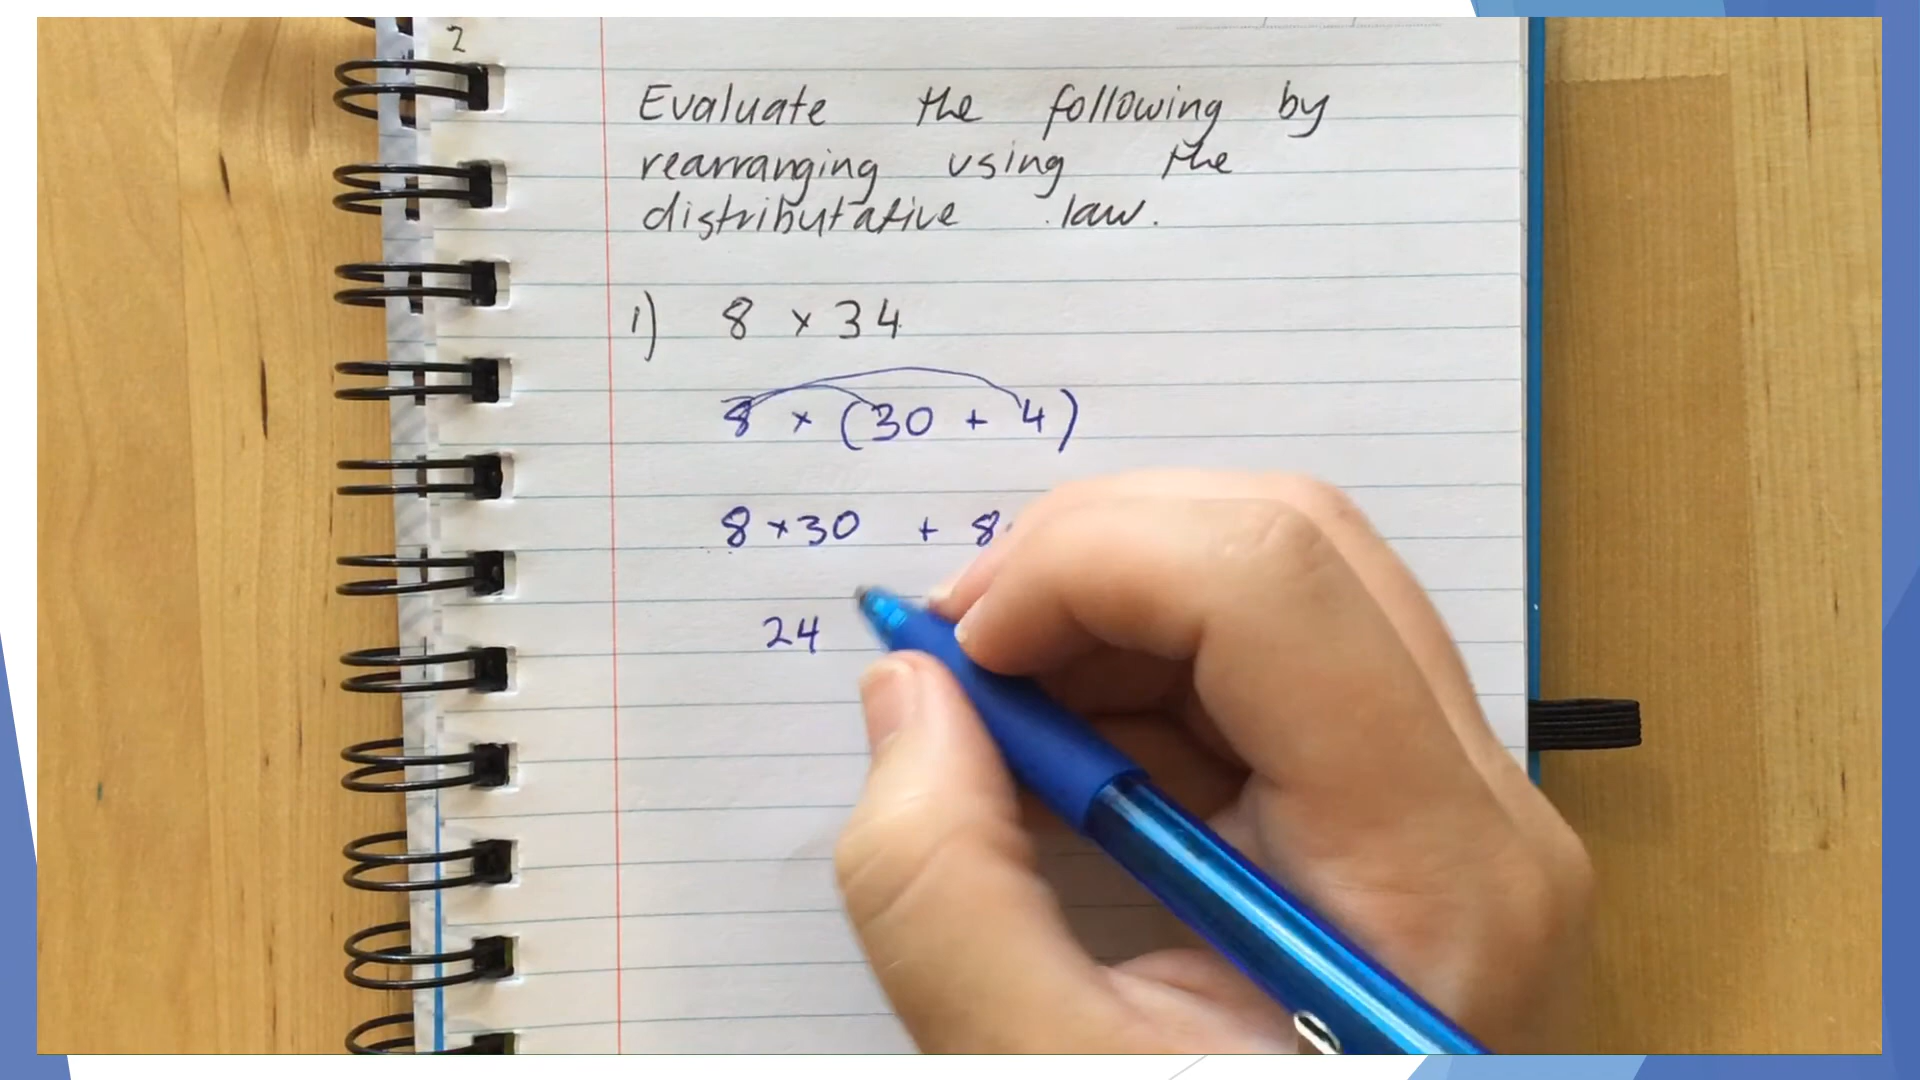 2
Evaluate the following by
rearranging using the
distributative law.
1) 8 × 34
8 × (30 + 4)
8 × 30 + 8
24